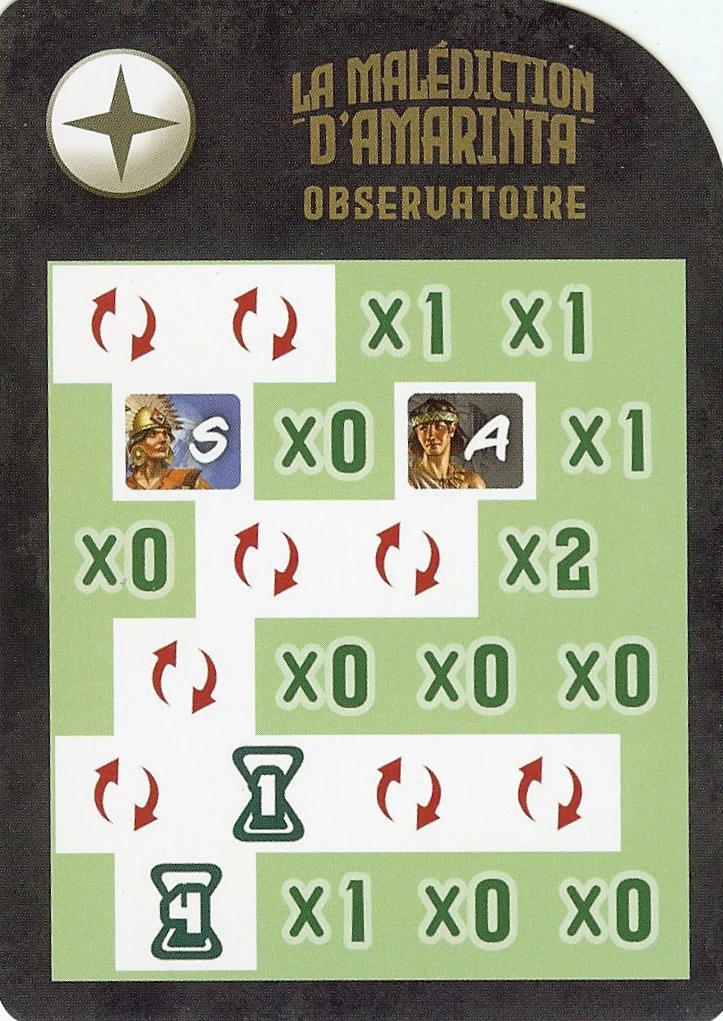 LA MALÉDICTION
D'AMARINTA
OBSERVATOIRE
X1 X1
S X0 A X1
X0 X2
X0 X0 X0
1
4 X1 X0 X0